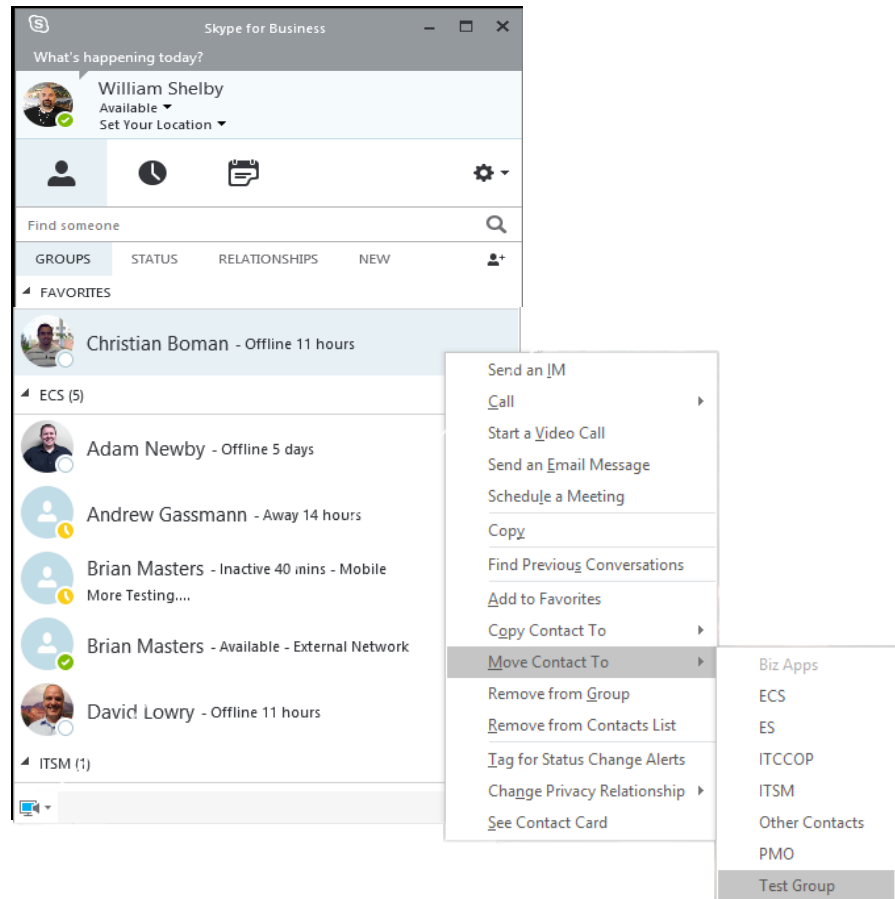 Skype for Business
What's happening today?
William Shelby
Available
Set Your Location
Find someone
GROUPS STATUS RELATIONSHIPS NEW
FAVORITES
Christian Boman - Offline 11 hours
ECS (5)
Adam Newby - Offline 5 days
Andrew Gassmann - Away 14 hours
Brian Masters - Inactive 40 mins - Mobile
More Testing....
Brian Masters - Available - External Network
David Lowry - Offline 11 hours
ITSM (1)
Send an IM
Call
Start a Video Call
Send an Email Message
Schedule a Meeting
Copy
Find Previous Conversations
Add to Favorites
Copy Contact To
Move Contact To
Remove from Group
Remove from Contacts List
Tag for Status Change Alerts
Change Privacy Relationship
See Contact Card
Biz Apps
ECS
ES
ITCCOP
ITSM
Other Contacts
PMO
Test Group